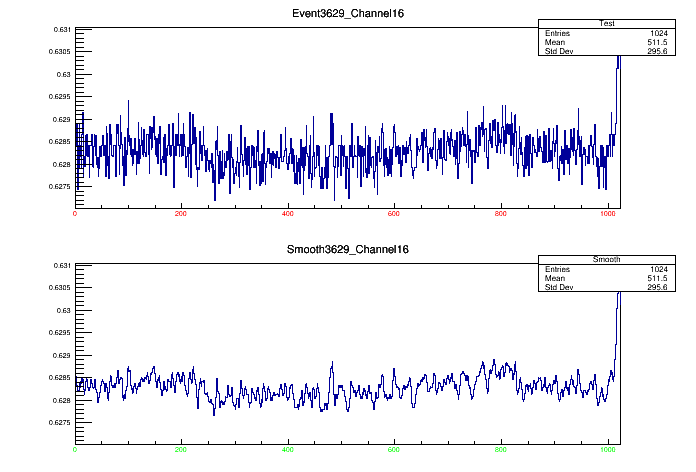 Event3629_Channel16
Test
Entries 1024
Mean 511.5
Std Dev 295.6
0.631
0.6305
0.63
0.6295
0.629
0.6285
0.628
0.6275
0 200 400 600 800 1000
Smooth3629_Channel16
Smooth
Entries 1024
Mean 511.5
Std Dev 295.6
0.631
0.6305
0.63
0.6295
0.629
0.6285
0.628
0.6275
0 200 400 600 800 1000